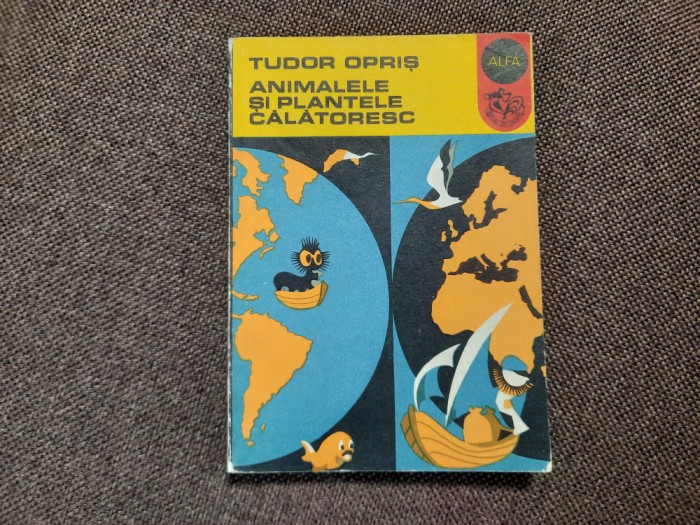 TUDOR OPRIȘ
ANIMALELE
ȘI PLANTELE
CĂLĂTORESC
ALFA